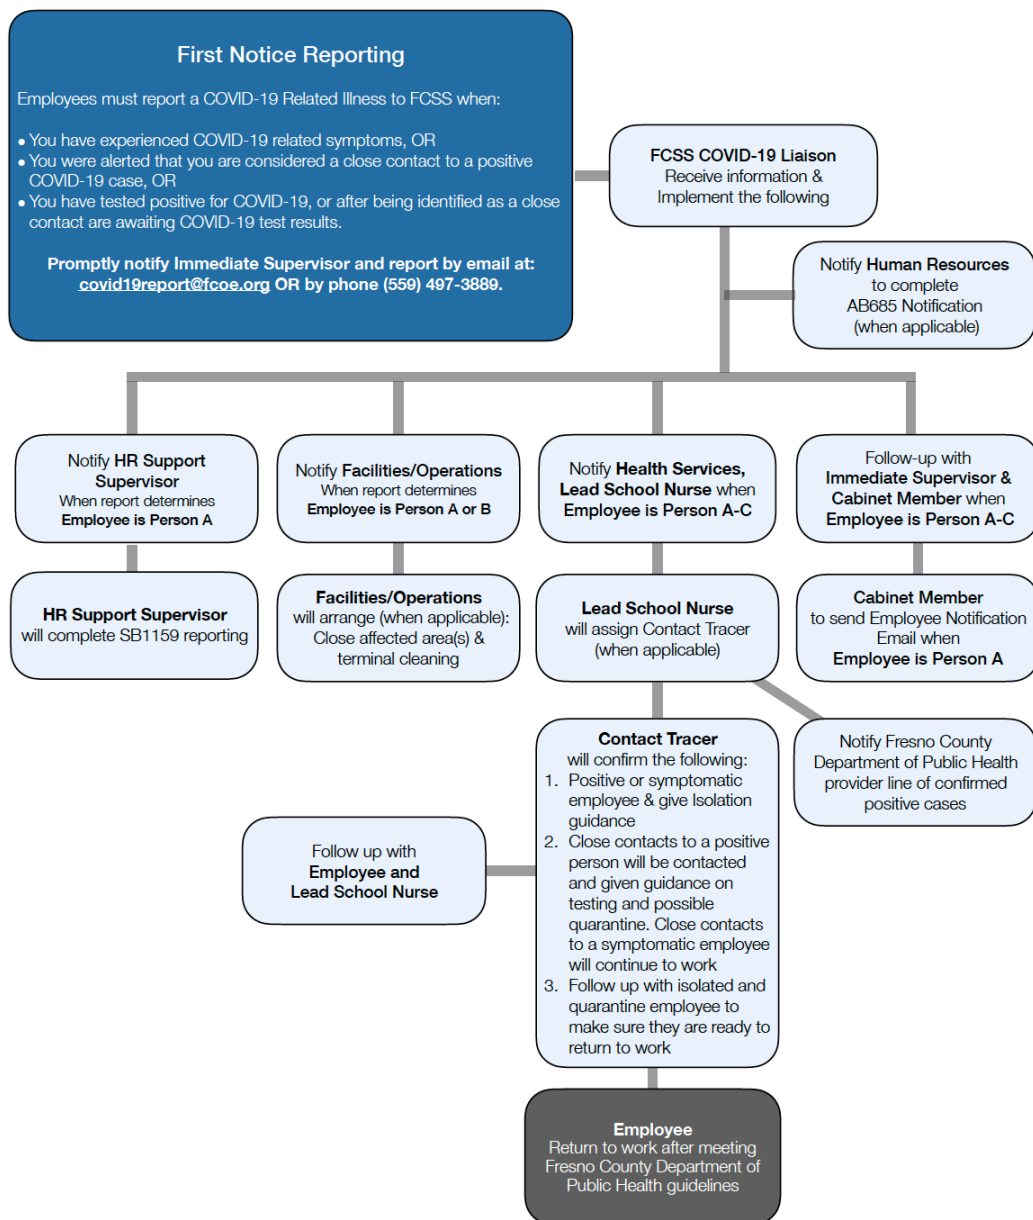 First Notice Reporting
Employees must report a COVID-19 Related Illness to FCSS when:
● You have experienced COVID-19 related symptoms, OR
● You were alerted that you are considered a close contact to a positive
COVID-19 case, OR
● You have tested positive for COVID-19, or after being identified as a close
contact are awaiting COVID-19 test results.
Promptly notify Immediate Supervisor and report by email at:
covid19report@fcoe.org OR by phone (559) 497-3889.
FCSS COVID-19 Liaison
Receive information &
Implement the following
Notify Human Resources
to complete
AB685 Notification
(when applicable)
Notify HR Support
Supervisor
When report determines
Employee is Person A
Notify Facilities/Operations
When report determines
Employee is Person A or B
Notify Health Services,
Lead School Nurse when
Employee is Person A-C
Follow-up with
Immediate Supervisor &
Cabinet Member when
Employee is Person A-C
HR Support Supervisor
will complete SB1159 reporting
Facilities/Operations
will arrange (when applicable):
Close affected area(s) &
terminal cleaning
Lead School Nurse
will assign Contact Tracer
(when applicable)
Cabinet Member
to send Employee Notification
Email when
Employee is Person A
Contact Tracer
will confirm the following:
1. Positive or symptomatic
employee & give Isolation
guidance
2. Close contacts to a positive
person will be contacted
and given guidance on
testing and possible
quarantine. Close contacts
to a symptomatic employee
will continue to work
3. Follow up with isolated and
quarantine employee to
make sure they are ready to
return to work
Notify Fresno County
Department of Public Health
provider line of confirmed
positive cases
Follow up with
Employee and
Lead School Nurse
Employee
Return to work after meeting
Fresno County Department of
Public Health guidelines